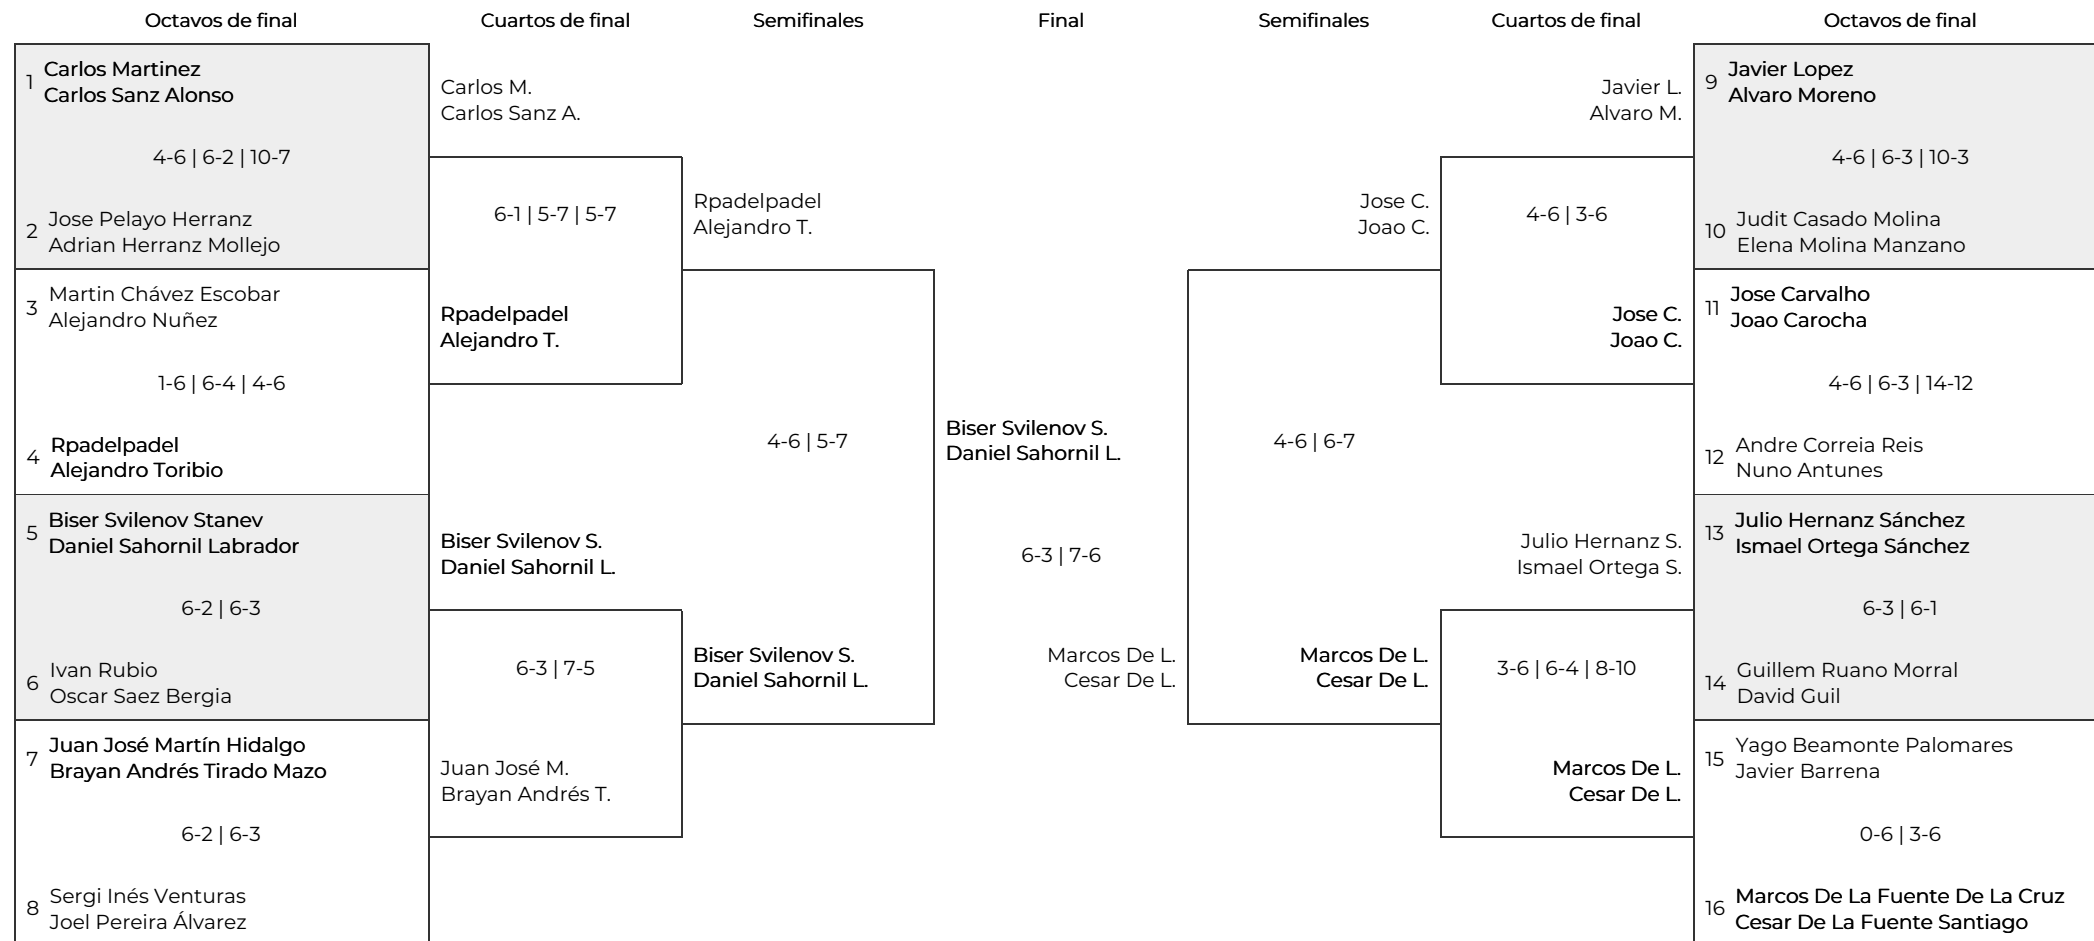 Octavos de final
Cuartos de final
Semifinales
Final
Semifinales
Cuartos de final
Octavos de final
1
Carlos Martinez
Carlos Sanz Alonso
4-6 | 6-2 | 10-7
2
Jose Pelayo Herranz
Adrian Herranz Mollejo
3
Martin Chávez Escobar
Alejandro Nuñez
1-6 | 6-4 | 4-6
4
Rpadelpadel
Alejandro Toribio
5
Biser Svilenov Stanev
Daniel Sahornil Labrador
6-2 | 6-3
6
Ivan Rubio
Oscar Saez Bergia
7
Juan José Martín Hidalgo
Brayan Andrés Tirado Mazo
6-2 | 6-3
8
Sergi Inés Venturas
Joel Pereira Álvarez
Carlos M.
Carlos Sanz A.
6-1 | 5-7 | 5-7
Rpadelpadel
Alejandro T.
Biser Svilenov S.
Daniel Sahornil L.
6-3 | 7-5
Juan José M.
Brayan Andrés T.
Rpadelpadel
Alejandro T.
4-6 | 5-7
Biser Svilenov S.
Daniel Sahornil L.
Biser Svilenov S.
Daniel Sahornil L.
6-3 | 7-6
Marcos De L.
Cesar De L.
Jose C.
Joao C.
4-6 | 6-7
Marcos De L.
Cesar De L.
Javier L.
Alvaro M.
4-6 | 3-6
Jose C.
Joao C.
Julio Hernanz S.
Ismael Ortega S.
3-6 | 6-4 | 8-10
Marcos De L.
Cesar De L.
9
Javier Lopez
Alvaro Moreno
4-6 | 6-3 | 10-3
10
Judit Casado Molina
Elena Molina Manzano
11
Jose Carvalho
Joao Carocha
4-6 | 6-3 | 14-12
12
Andre Correia Reis
Nuno Antunes
13
Julio Hernanz Sánchez
Ismael Ortega Sánchez
6-3 | 6-1
14
Guillem Ruano Morral
David Guil
15
Yago Beamonte Palomares
Javier Barrena
0-6 | 3-6
16
Marcos De La Fuente De La Cruz
Cesar De La Fuente Santiago